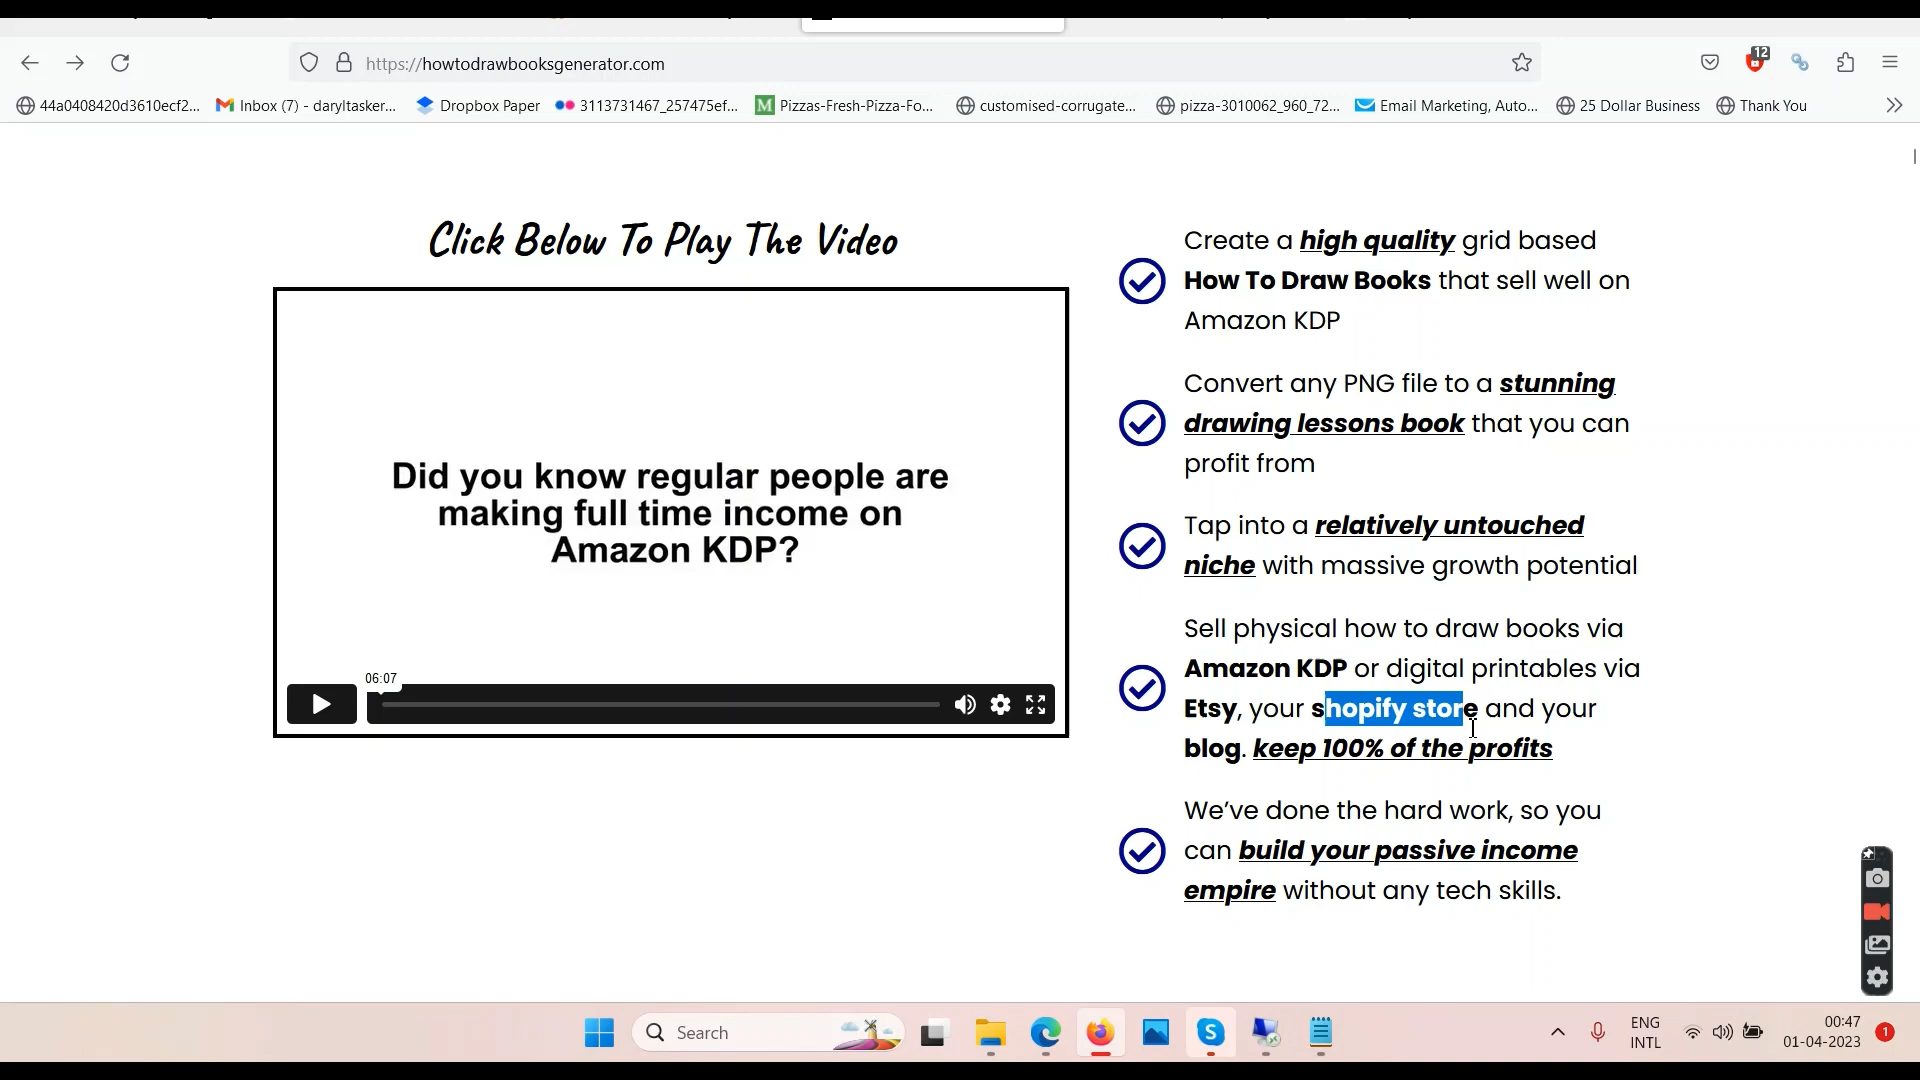 https://howtodrawbooksgenerator.com
12
44a0408420d3610ecf2...
Inbox (7) - daryltasker...
Dropbox Paper
3113731467_257475ef...
M
Pizzas-Fresh-Pizza-Fo...
customised-corrugate...
pizza-3010062_960_72...
Email Marketing, Auto...
25 Dollar Business
Thank You
Click Below To Play The Video
Did you know regular people are
making full time income on
Amazon KDP?
06:07
Create a high quality grid based
How To Draw Books that sell well on
Amazon KDP
Convert any PNG file to a stunning
drawing lessons book that you can
profit from
Tap into a relatively untouched
niche with massive growth potential
Sell physical how to draw books via
Amazon KDP or digital printables via
Etsy, your shopify store and your
blog. keep 100% of the profits
We’ve done the hard work, so you
can build your passive income
empire without any tech skills.
Search
S
ENG
INTL
00:47
01-04-2023
1